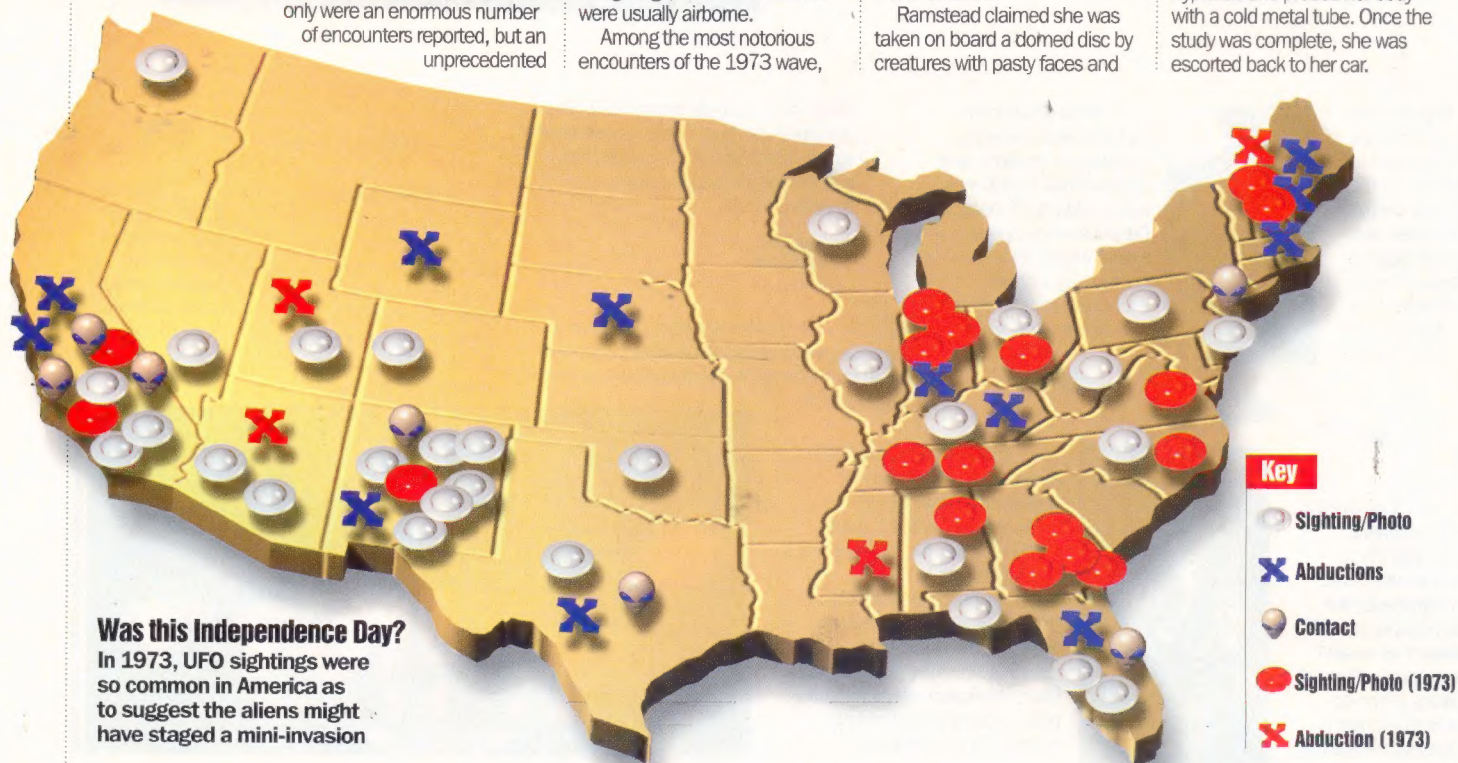 only were an enormous number
of encounters reported, but an
unprecedented
were usually airborne.
Among the most notorious
encounters of the 1973 wave,
Ramstead claimed she was
taken on board a domed disc by
creatures with pasty faces and
with a cold metal tube. Once the
study was complete, she was
escorted back to her car.
Was this Independence Day?
In 1973, UFO sightings were
so common in America as
to suggest the aliens might
have staged a mini-invasion
Key
Sighting/Photo
Abductions
Contact
Sighting/Photo (1973)
Abduction (1973)